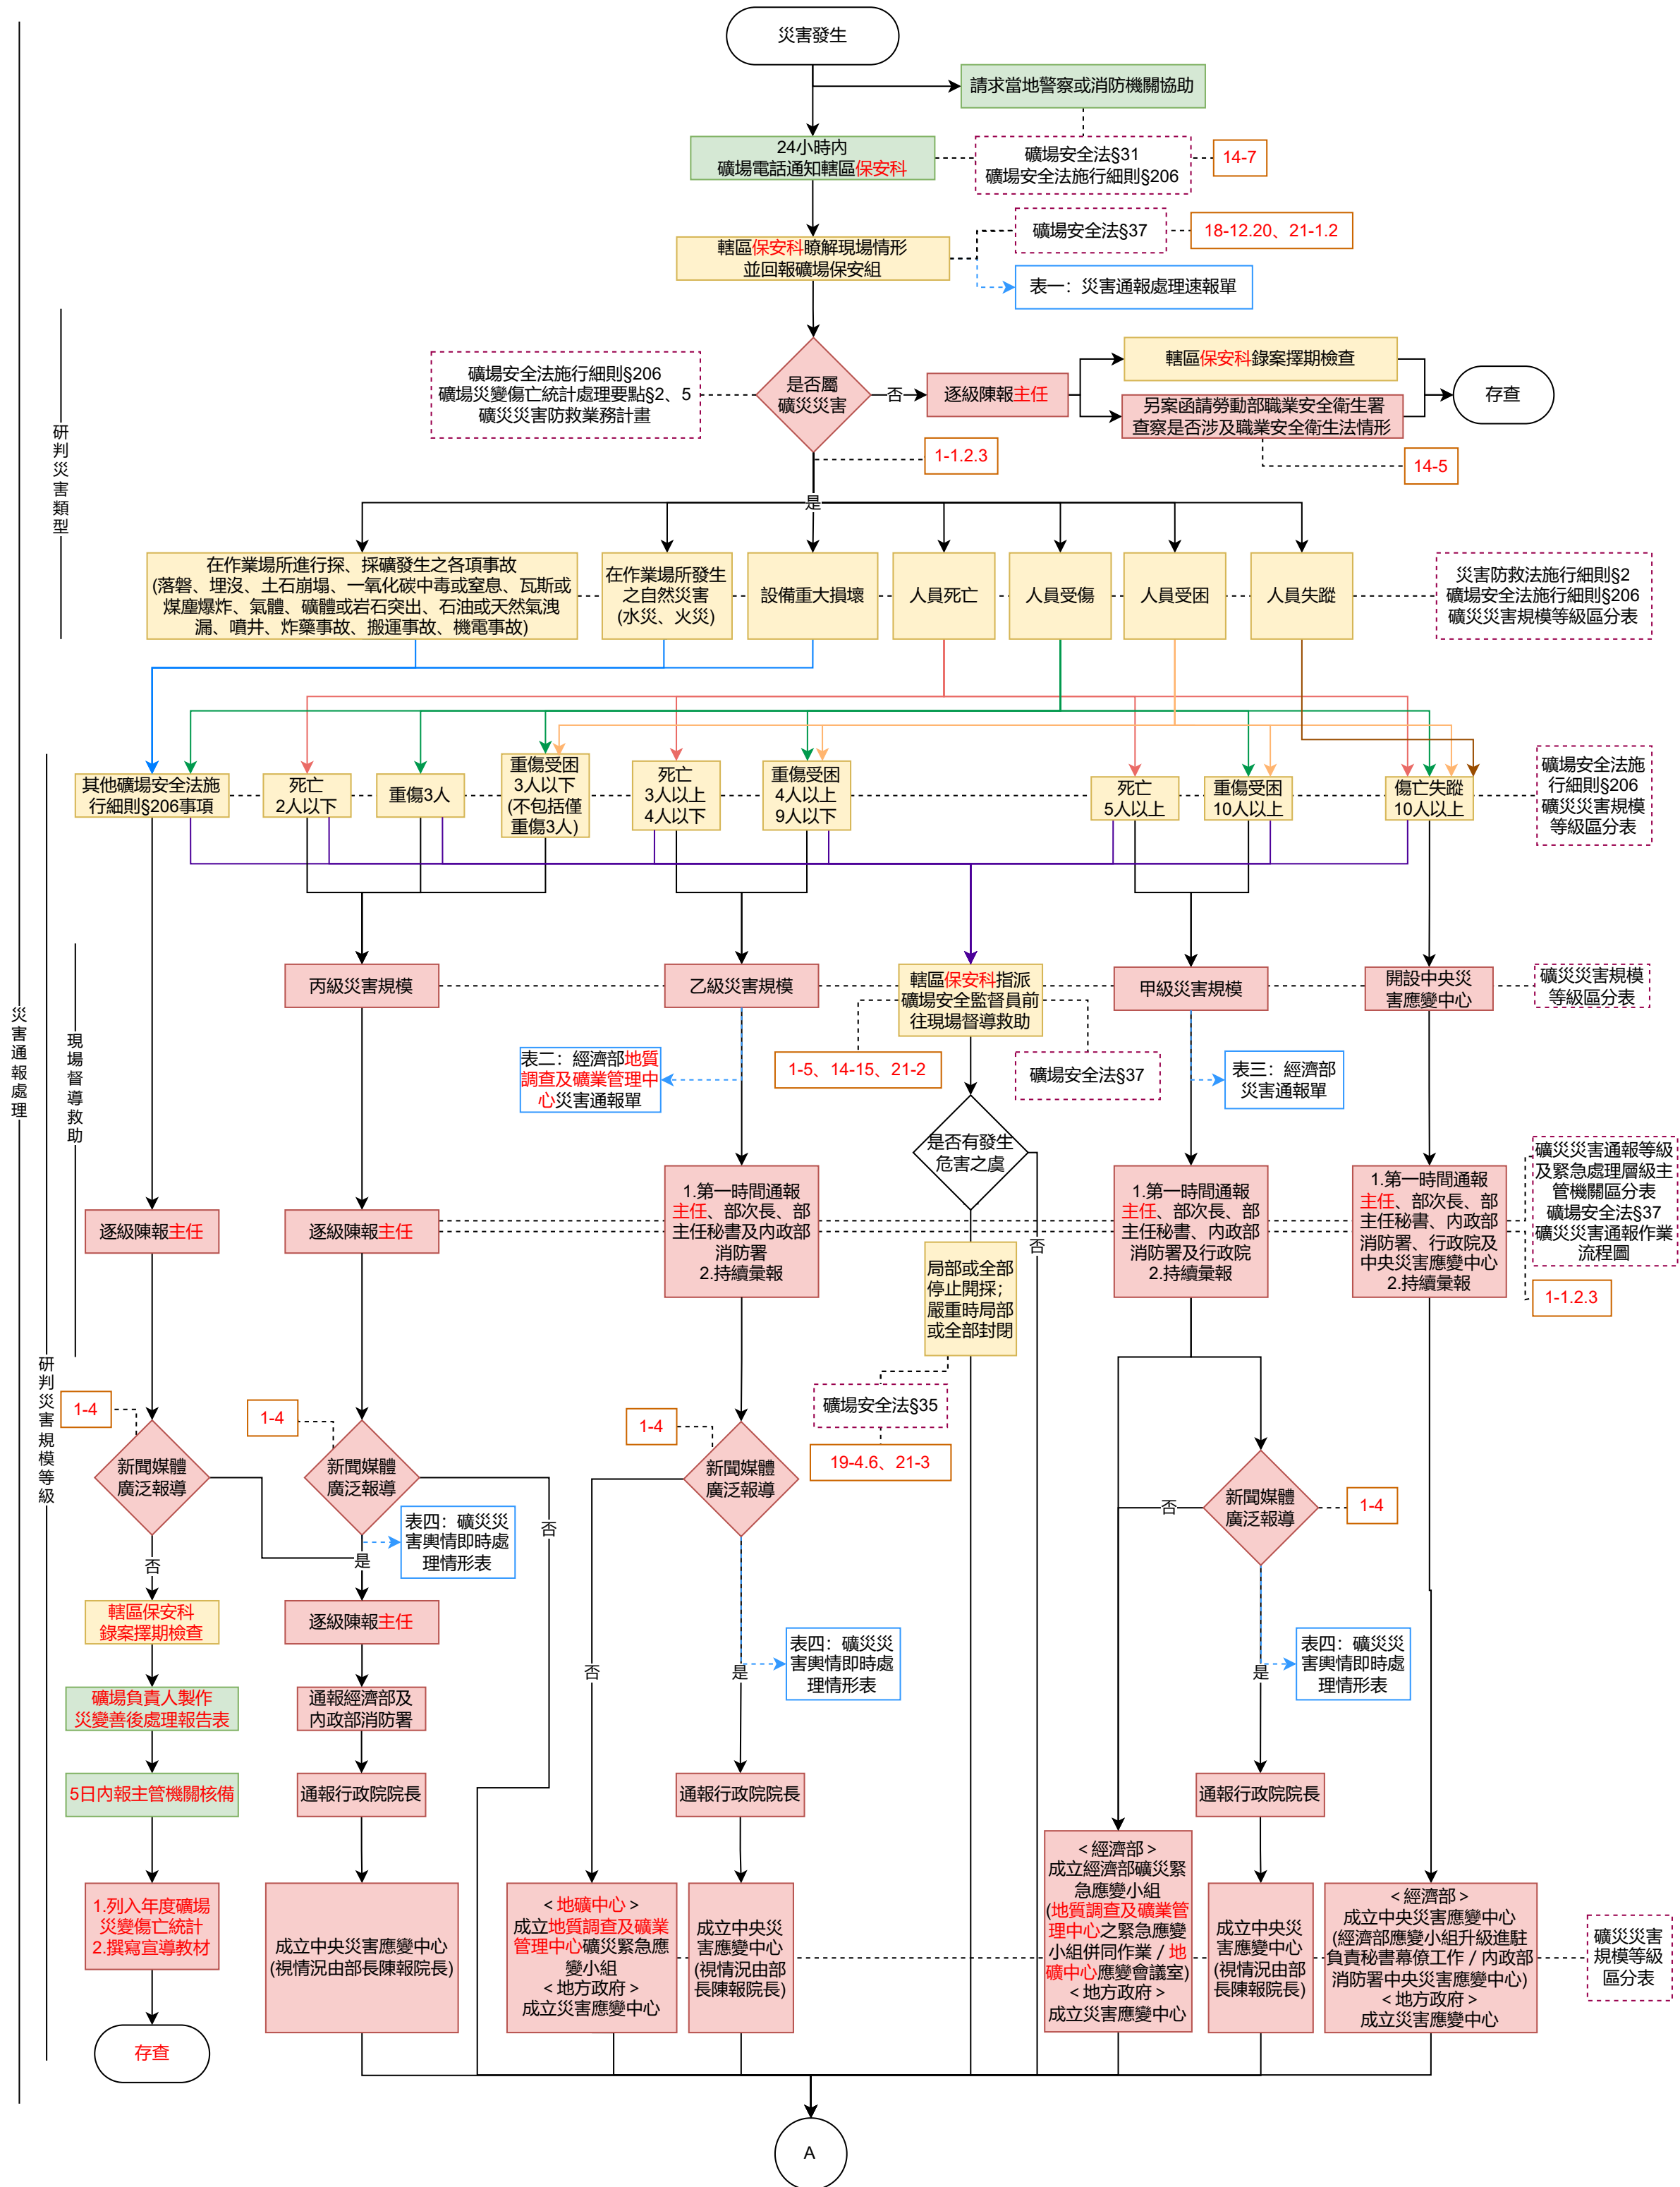 災害發生
請求當地警察或消防機關協助
24小時內
礦場電話通知轄區保安科
礦場安全法§31
礦場安全法施行細則§206
14-7
轄區保安科瞭解現場情形
並回報礦場保安組
礦場安全法§37
18-12.20、21-1.2
表一：災害通報處理速報單
礦場安全法施行細則§206
礦場災變傷亡統計處理要點§2、5
礦災災害防救業務計畫
是否屬
礦災災害
否
逐級陳報主任
轄區保安科錄案擇期檢查
另案函請勞動部職業安全衛生署
查察是否涉及職業安全衛生法情形
存查
1-1.2.3
14-5
是
研判災害類型
在作業場所進行探、採礦發生之各項事故
(落磐、埋沒、土石崩塌、一氧化碳中毒或窒息、瓦斯或
煤塵爆炸、氣體、礦體或岩石突出、石油或天然氣洩
漏、噴井、炸藥事故、搬運事故、機電事故)
在作業場所發生
之自然災害
(水災、火災)
設備重大損壞
人員死亡
人員受傷
人員受困
人員失蹤
災害防救法施行細則§2
礦場安全法施行細則§206
礦災災害規模等級區分表
其他礦場安全法施
行細則§206事項
死亡
2人以下
重傷3人
重傷受困
3人以下
(不包括僅
重傷3人)
死亡
3人以上
4人以下
重傷受困
4人以上
9人以下
死亡
5人以上
重傷受困
10人以上
傷亡失蹤
10人以上
礦場安全法施
行細則§206
礦災災害規模
等級區分表
災害通報處理
研判災害規模等級
現場督導救助
丙級災害規模
乙級災害規模
轄區保安科指派
礦場安全監督員前
往現場督導救助
甲級災害規模
開設中央災
害應變中心
礦災災害規模
等級區分表
表二：經濟部地質
調查及礦業管理中
心災害通報單
1-5、14-15、21-2
礦場安全法§37
表三：經濟部
災害通報單
是否有發生
危害之虞
否
逐級陳報主任
逐級陳報主任
1.第一時間通報
主任、部次長、部
主任秘書及內政部
消防署
2.持續彙報
局部或全部
停止開採；
嚴重時局部
或全部封閉
1.第一時間通報
主任、部次長、部
主任秘書、內政部
消防署及行政院
2.持續彙報
1.第一時間通報
主任、部次長、部
主任秘書、內政部
消防署、行政院及
中央災害應變中心
2.持續彙報
礦災災害通報等級
及緊急處理層級主
管機關區分表
礦場安全法§37
礦災災害通報作業
流程圖
1-1.2.3
礦場安全法§35
19-4.6、21-3
1-4
新聞媒體
廣泛報導
否
1-4
新聞媒體
廣泛報導
是
否
表四：礦災災
害輿情即時處
理情形表
1-4
新聞媒體
廣泛報導
否
是
表四：礦災災
害輿情即時處
理情形表
新聞媒體
廣泛報導
1-4
否
是
表四：礦災災
害輿情即時處
理情形表
轄區保安科
錄案擇期檢查
礦場負責人製作
災變善後處理報告表
5日內報主管機關核備
1.列入年度礦場
災變傷亡統計
2.撰寫宣導教材
存查
逐級陳報主任
通報經濟部及
內政部消防署
通報行政院院長
成立中央災害應變中心
(視情況由部長陳報院長)
＜地礦中心＞
成立地質調查及礦業
管理中心礦災緊急應
變小組
＜地方政府＞
成立災害應變中心
通報行政院院長
成立中央災
害應變中心
(視情況由部
長陳報院長)
＜經濟部＞
成立經濟部礦災緊
急應變小組
(地質調查及礦業管
理中心之緊急應變
小組併同作業／地
礦中心應變會議室)
＜地方政府＞
成立災害應變中心
通報行政院院長
成立中央災
害應變中心
(視情況由部
長陳報院長)
＜經濟部＞
成立中央災害應變中心
(經濟部應變小組升級進駐
負責秘書幕僚工作／內政部
消防署中央災害應變中心)
＜地方政府＞
成立災害應變中心
礦災災害
規模等級
區分表
A